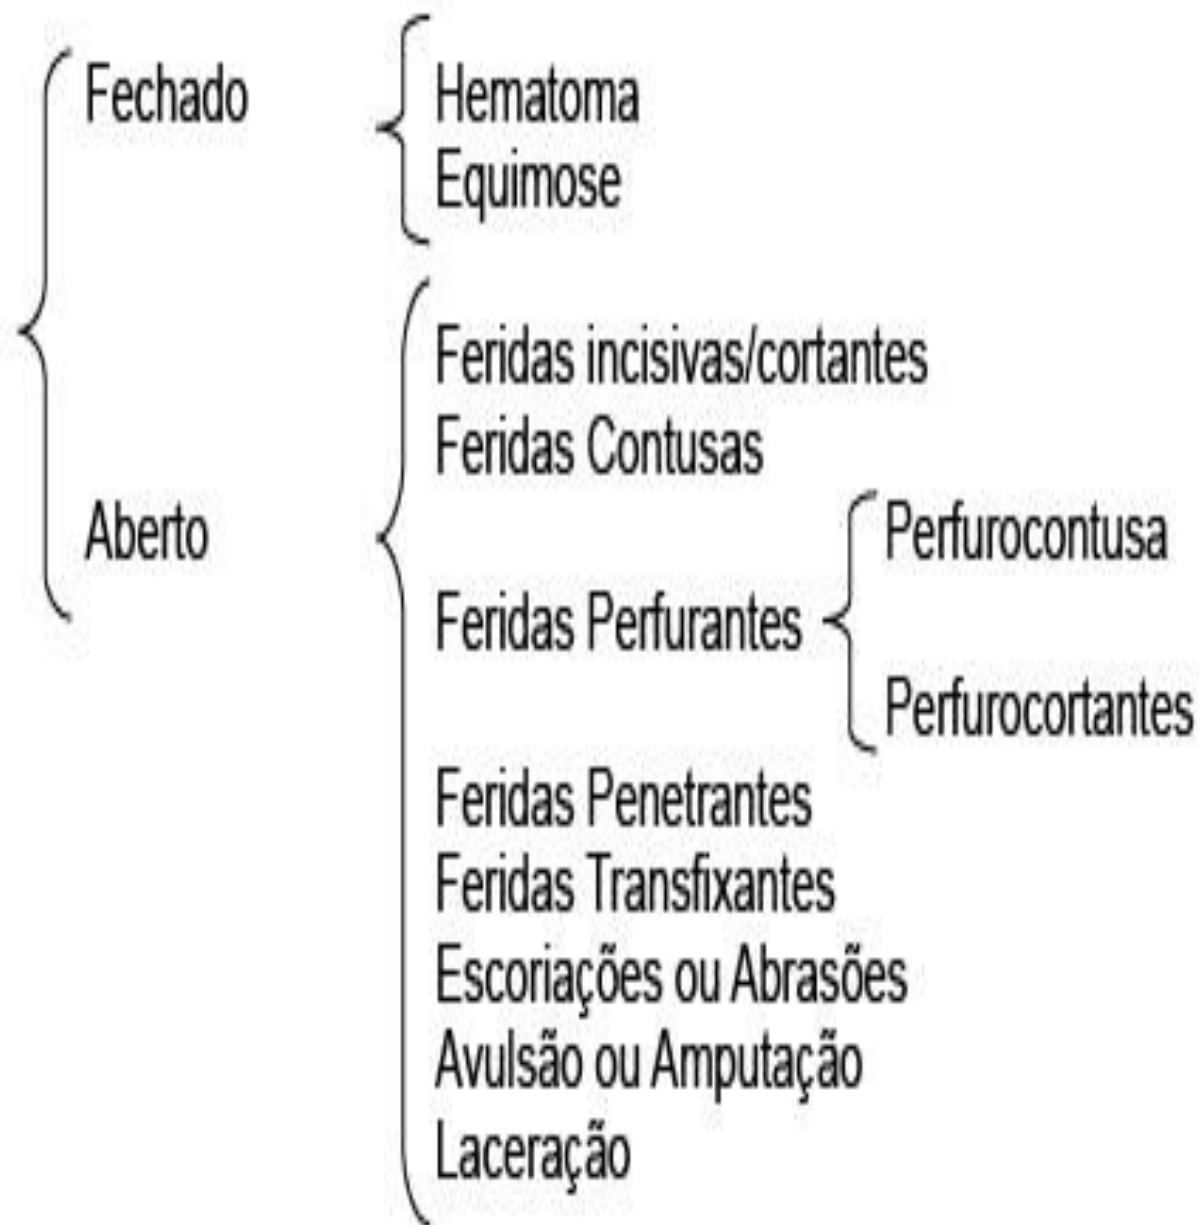 Fechado
Hematoma
Equimose
Aberto
Feridas incisivas/cortantes
Feridas Contusas
Feridas Perfurantes
Perfurocontusa
Perfurocortantes
Feridas Penetrantes
Feridas Transfixantes
Escoriações ou Abrasões
Avulsão ou Amputação
Laceração